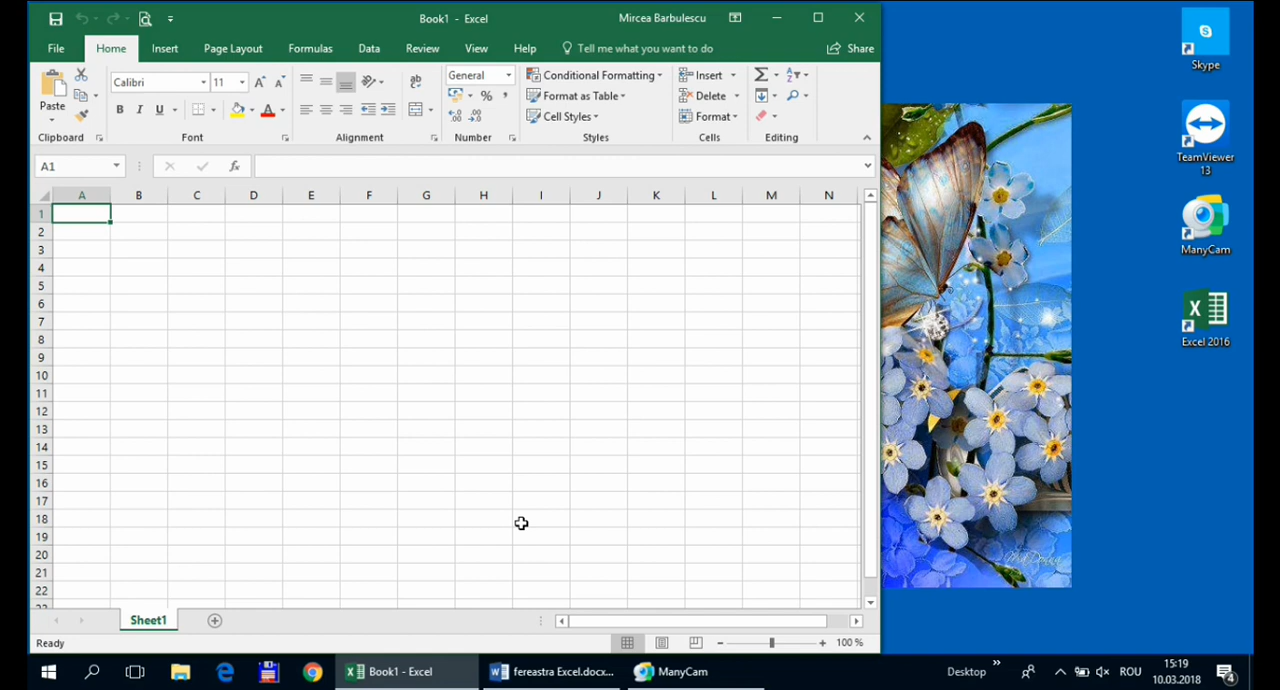 Book1 - Excel
Mircea Barbulescu
File Home Insert Page Layout Formulas Data Review View Help Tell me what you want to do Share
Paste
Calibri 11
General
Conditional Formatting
Format as Table
Cell Styles
Insert
Delete
Format
Clipboard Font Alignment Number Styles Cells Editing
A1 fx
A B C D E F G H I J K L M N
1
2
3
4
5
6
7
8
9
10
11
12
13
14
15
16
17
18
19
20
21
22
23
Sheet1
Ready
100 %
Skype
TeamViewer
13
ManyCam
Excel 2016
MiaDonna
Book1 - Excel
fereastra Excel.docx...
ManyCam
Desktop
ROU
15:19
10.03.2018
4